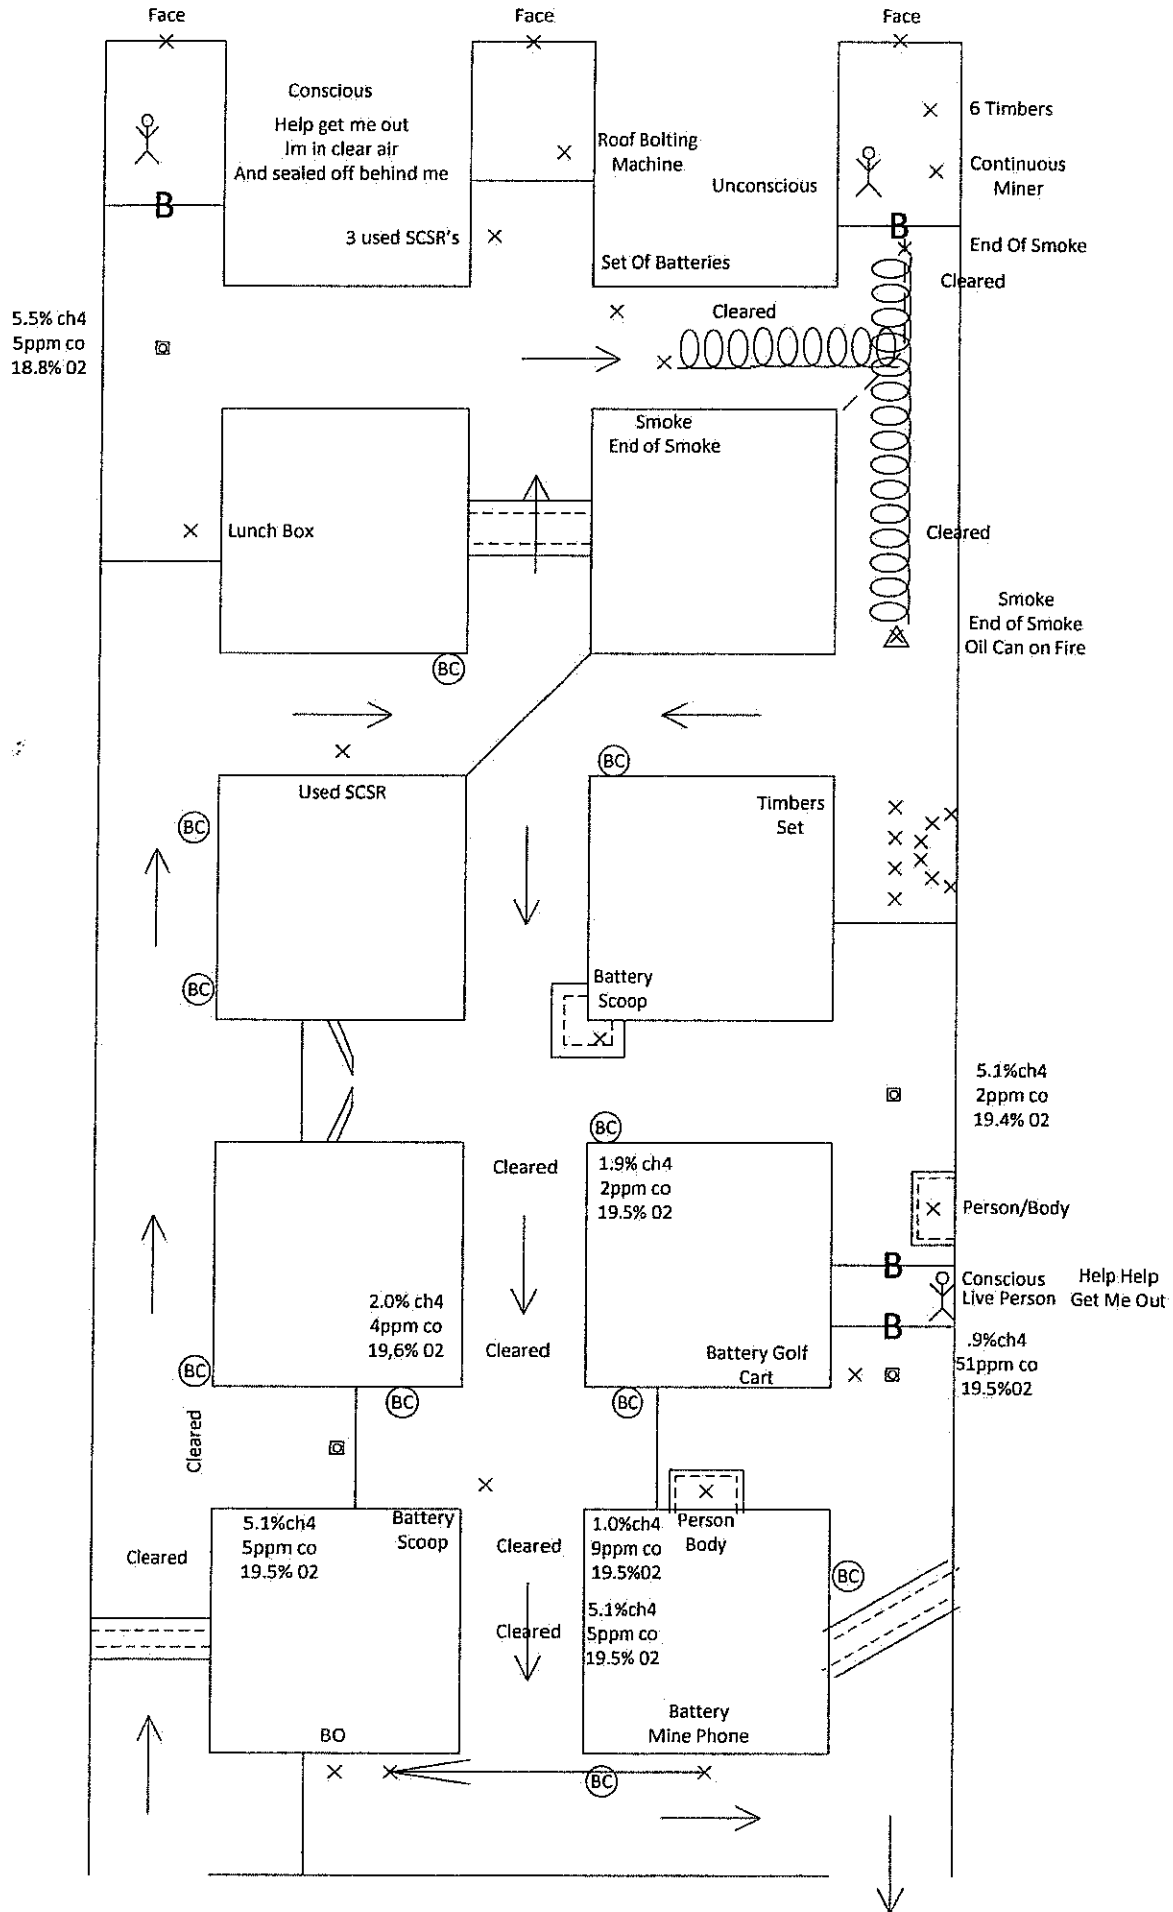 Face
Face
Face
Conscious
Help get me out
Im in clear air
And sealed off behind me
6 Timbers
Roof Bolting
Machine
Unconscious
Continuous
Miner
B
B
3 used SCSR's
End Of Smoke
Set Of Batteries
Cleared
Cleared
5.5% ch4
5ppm co
18.8% 02
Smoke
End of Smoke
Lunch Box
Cleared
Smoke
End of Smoke
Oil Can on Fire
BC
BC
Used SCSR
Timbers
Set
BC
BC
Battery
Scoop
5.1%ch4
2ppm co
19.4% 02
BC
Cleared
1.9% ch4
2ppm co
19.5% 02
Person/Body
B
Conscious
Live Person
Help Help
Get Me Out
2.0% ch4
4ppm co
19,6% 02
B
Cleared
Battery Golf
Cart
.9%ch4
51ppm co
19.5%02
BC
BC
BC
Cleared
Cleared
5.1%ch4
5ppm co
19.5% 02
Battery
Scoop
Cleared
1.0%ch4
9ppm co
19.5%02
Person
Body
BC
Cleared
5.1%ch4
5ppm co
19.5% 02
BO
Battery
Mine Phone
BC